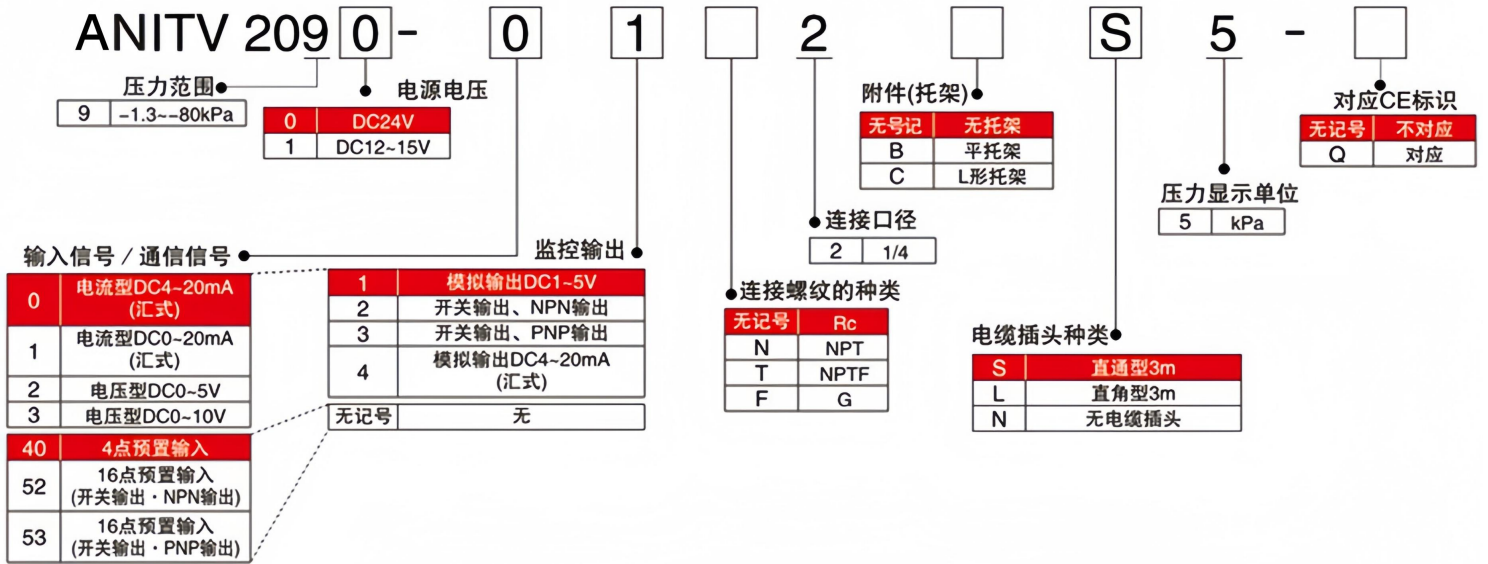 ANITV 209 0 - 0 1 2 S 5 -
压力范围
9 -1.3~-80kPa
电源电压
0 DC24V
1 DC12~15V
附件(托架)
无号记 无托架
B 平托架
C L形托架
对应CE标识
无记号 不对应
Q 对应
压力显示单位
5 kPa
连接口径
2 1/4
输入信号 / 通信信号
0 电流型DC4~20mA
(汇式)
1 电流型DC0~20mA
(汇式)
2 电压型DC0~5V
3 电压型DC0~10V
40 4点预置输入
52 16点预置输入
(开关输出・NPN输出)
53 16点预置输入
(开关输出・PNP输出)
监控输出
1 模拟输出DC1~5V
2 开关输出、NPN输出
3 开关输出、PNP输出
4 模拟输出DC4~20mA
(汇式)
无记号 无
连接螺纹的种类
无记号 Rc
N NPT
T NPTF
F G
电缆插头种类
S 直通型3m
L 直角型3m
N 无电缆插头